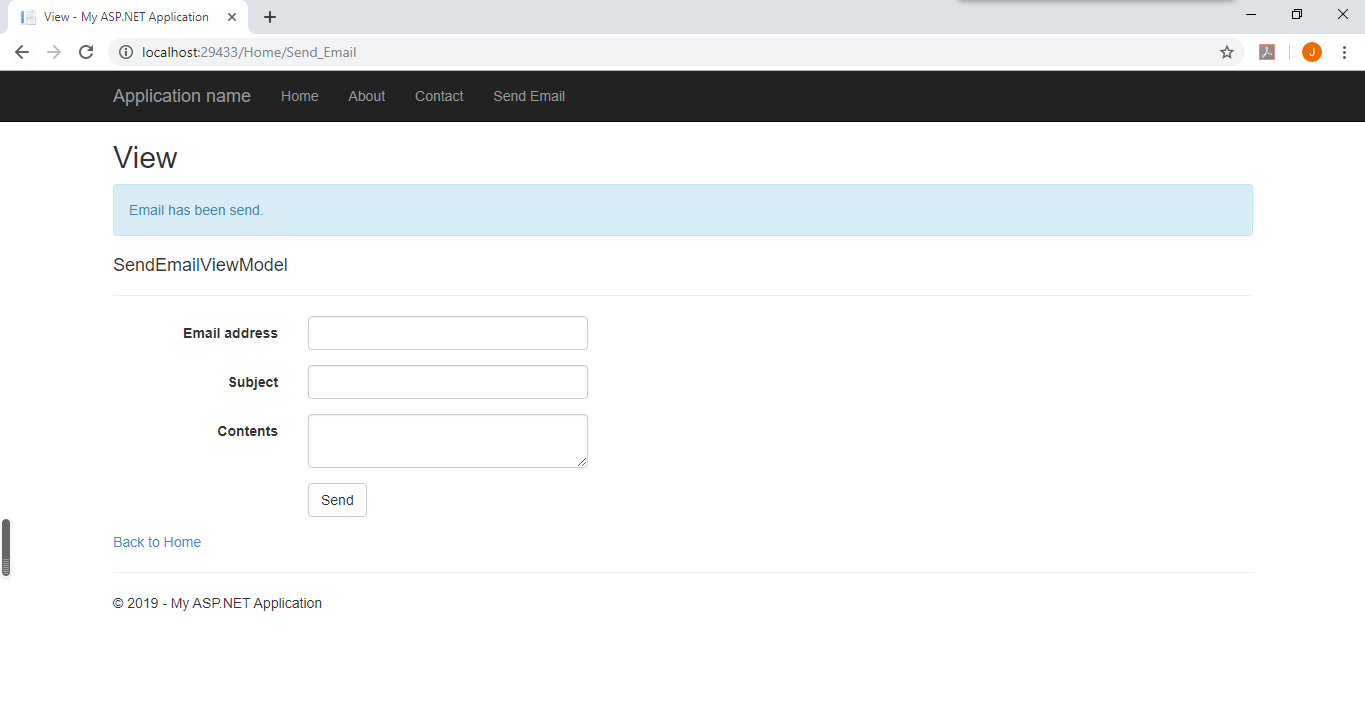 View - My ASP.NET Application
localhost:29433/Home/Send_Email
J
Application name Home About Contact Send Email
View
Email has been send.
SendEmailViewModel
Email address
Subject
Contents
Send
Back to Home
© 2019 - My ASP.NET Application